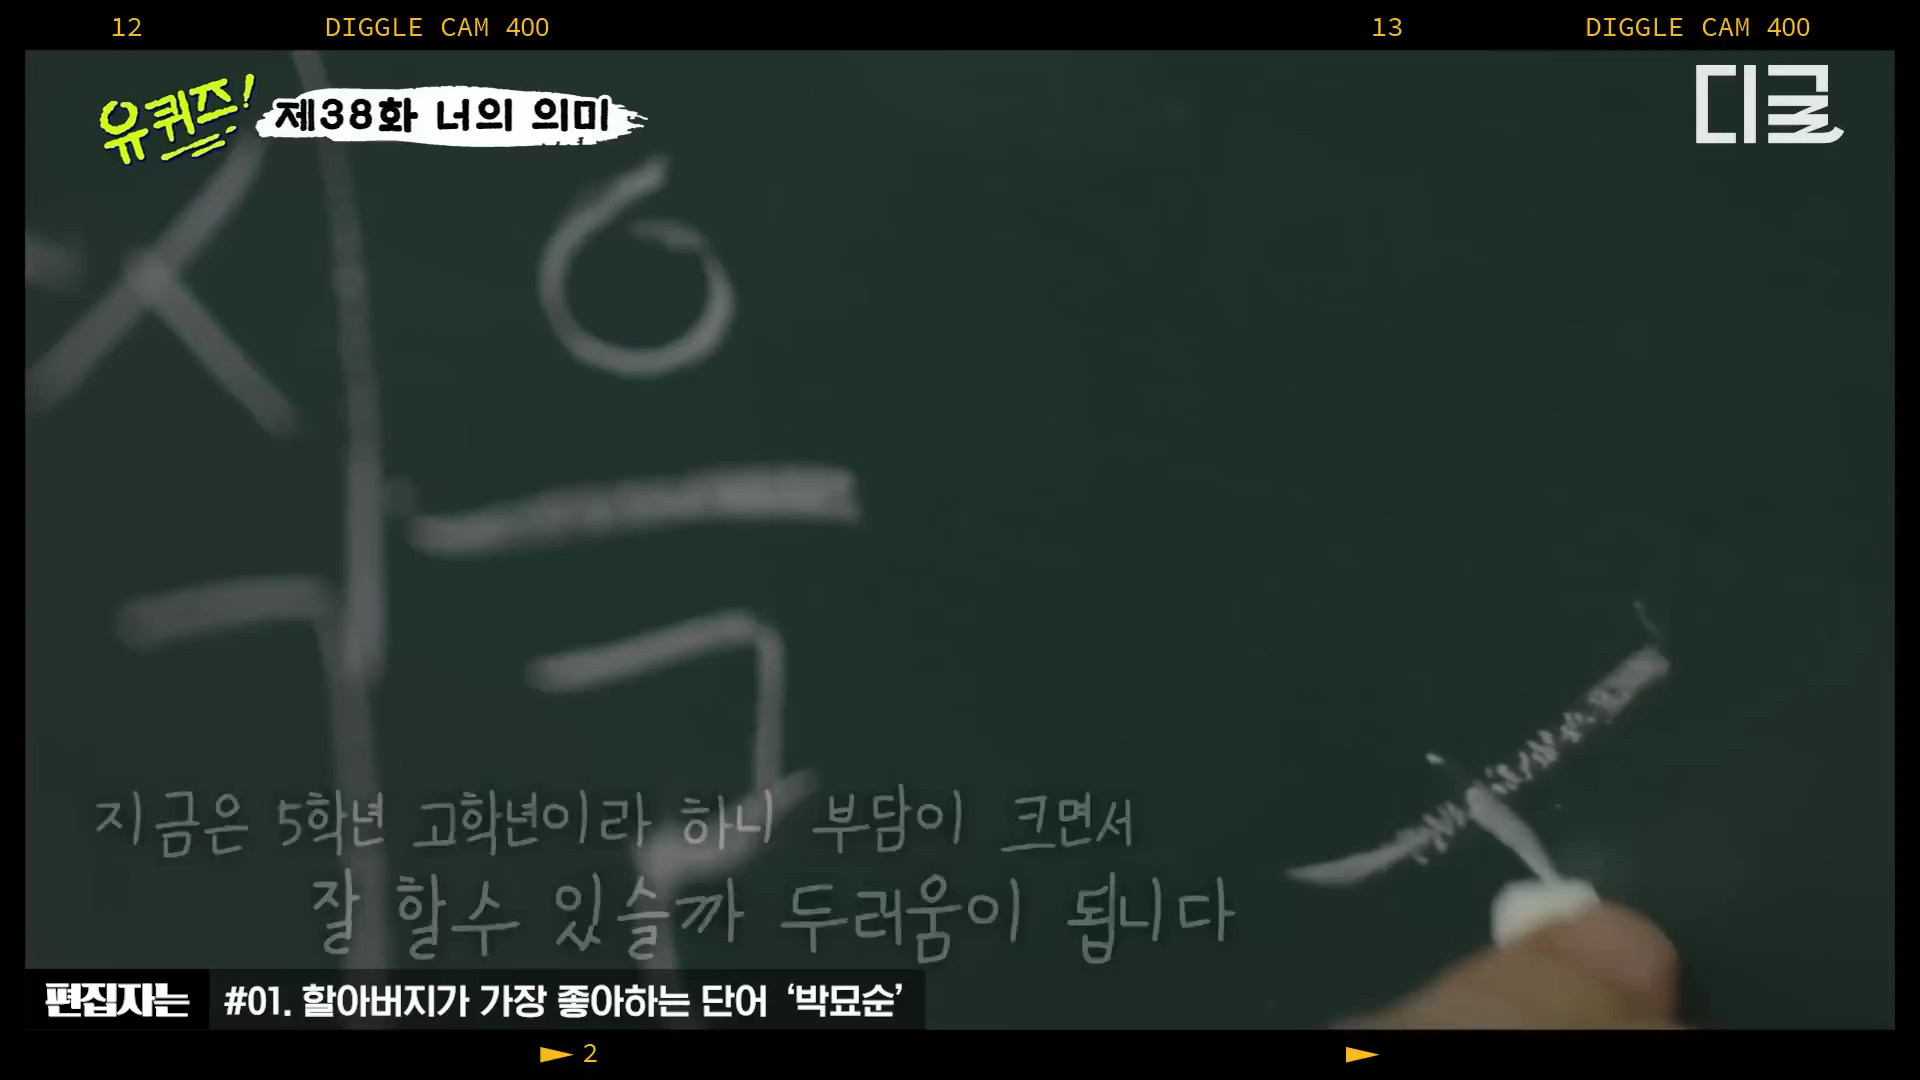 12 DIGGLE CAM 400 13 DIGGLE CAM 400
유퀴즈! 제38화 너의 의미
디글
지금은 5학년 고학년이라 하니 부담이 크면서
잘 할수 있슬까 두러움이 됩니다
편집자는 #01. 할아버지가 가장 좋아하는 단어 ‘박묘순’
2